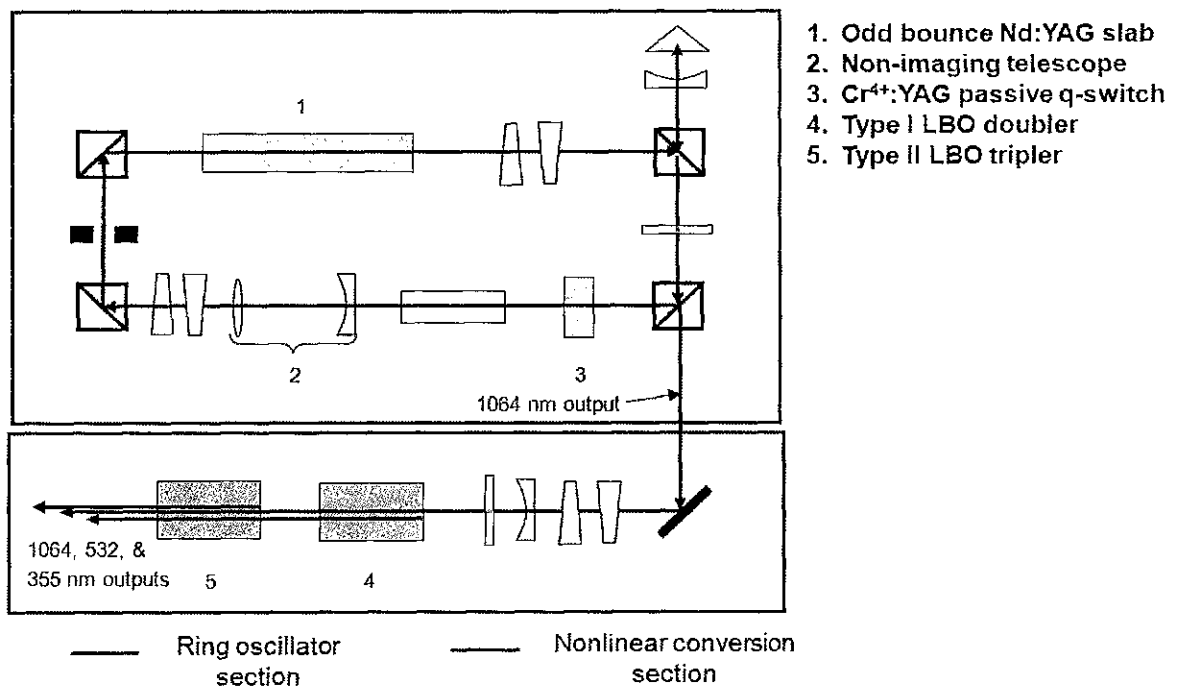 1. Odd bounce Nd:YAG slab
2. Non-imaging telescope
3. Cr⁴⁺:YAG passive q-switch
4. Type I LBO doubler
5. Type II LBO tripler
1
2
3
1064 nm output
1064, 532, &
355 nm outputs
5
4
Ring oscillator
section
Nonlinear conversion
section